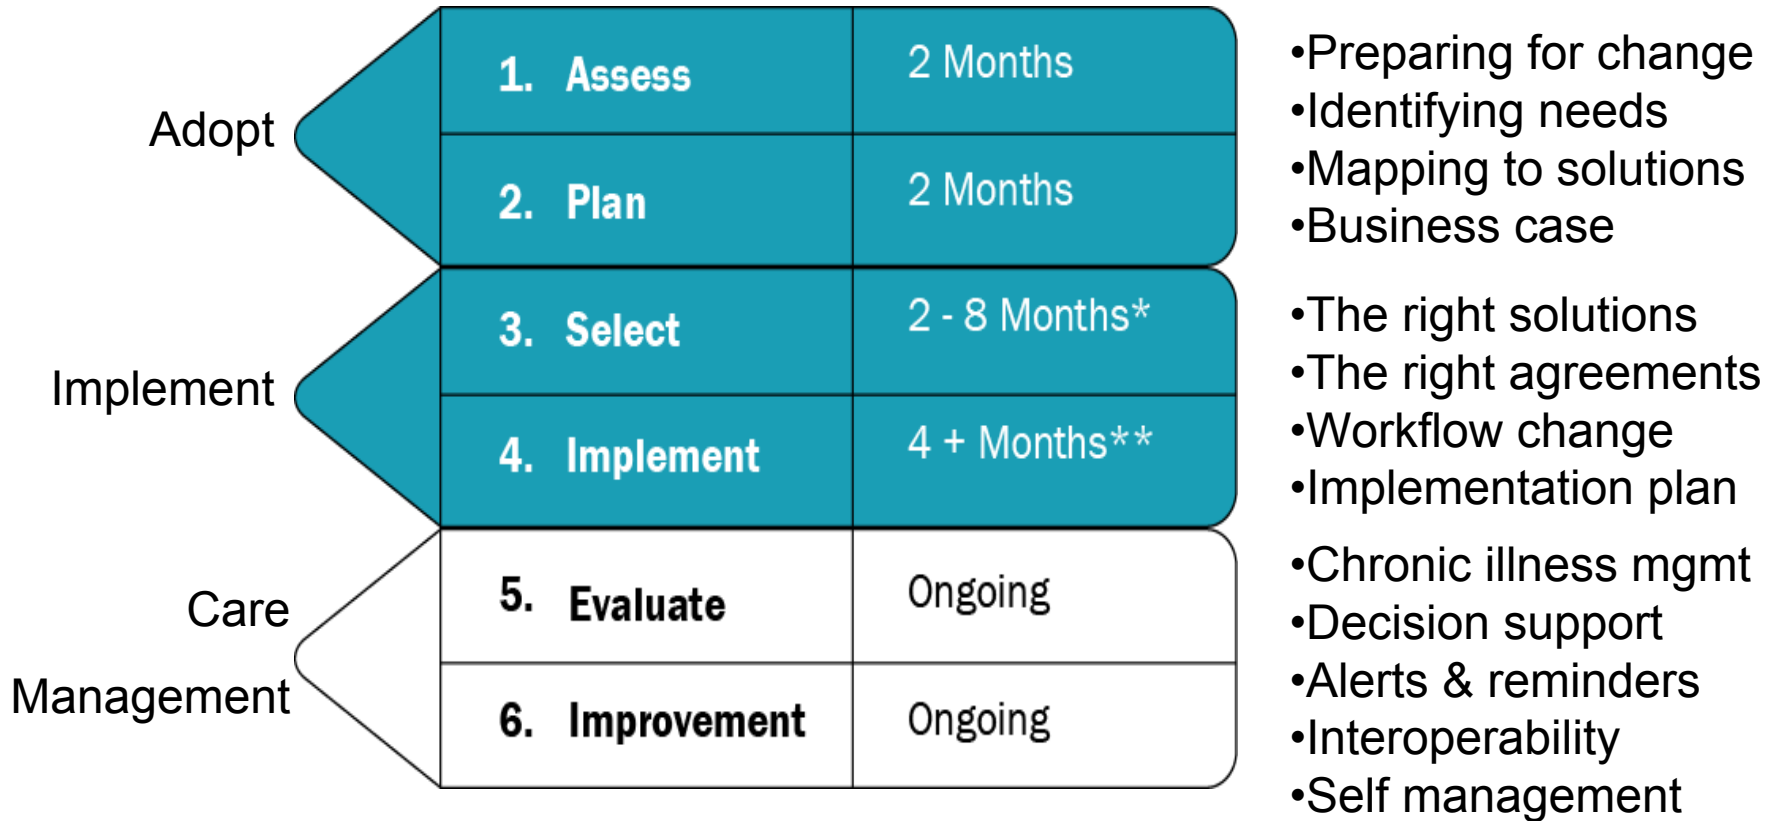 Adopt
1. Assess 2 Months
2. Plan 2 Months
•Preparing for change
•Identifying needs
•Mapping to solutions
•Business case
Implement
3. Select 2 - 8 Months*
4. Implement 4 + Months**
•The right solutions
•The right agreements
•Workflow change
•Implementation plan
Care
Management
5. Evaluate Ongoing
6. Improvement Ongoing
•Chronic illness mgmt
•Decision support
•Alerts & reminders
•Interoperability
•Self management